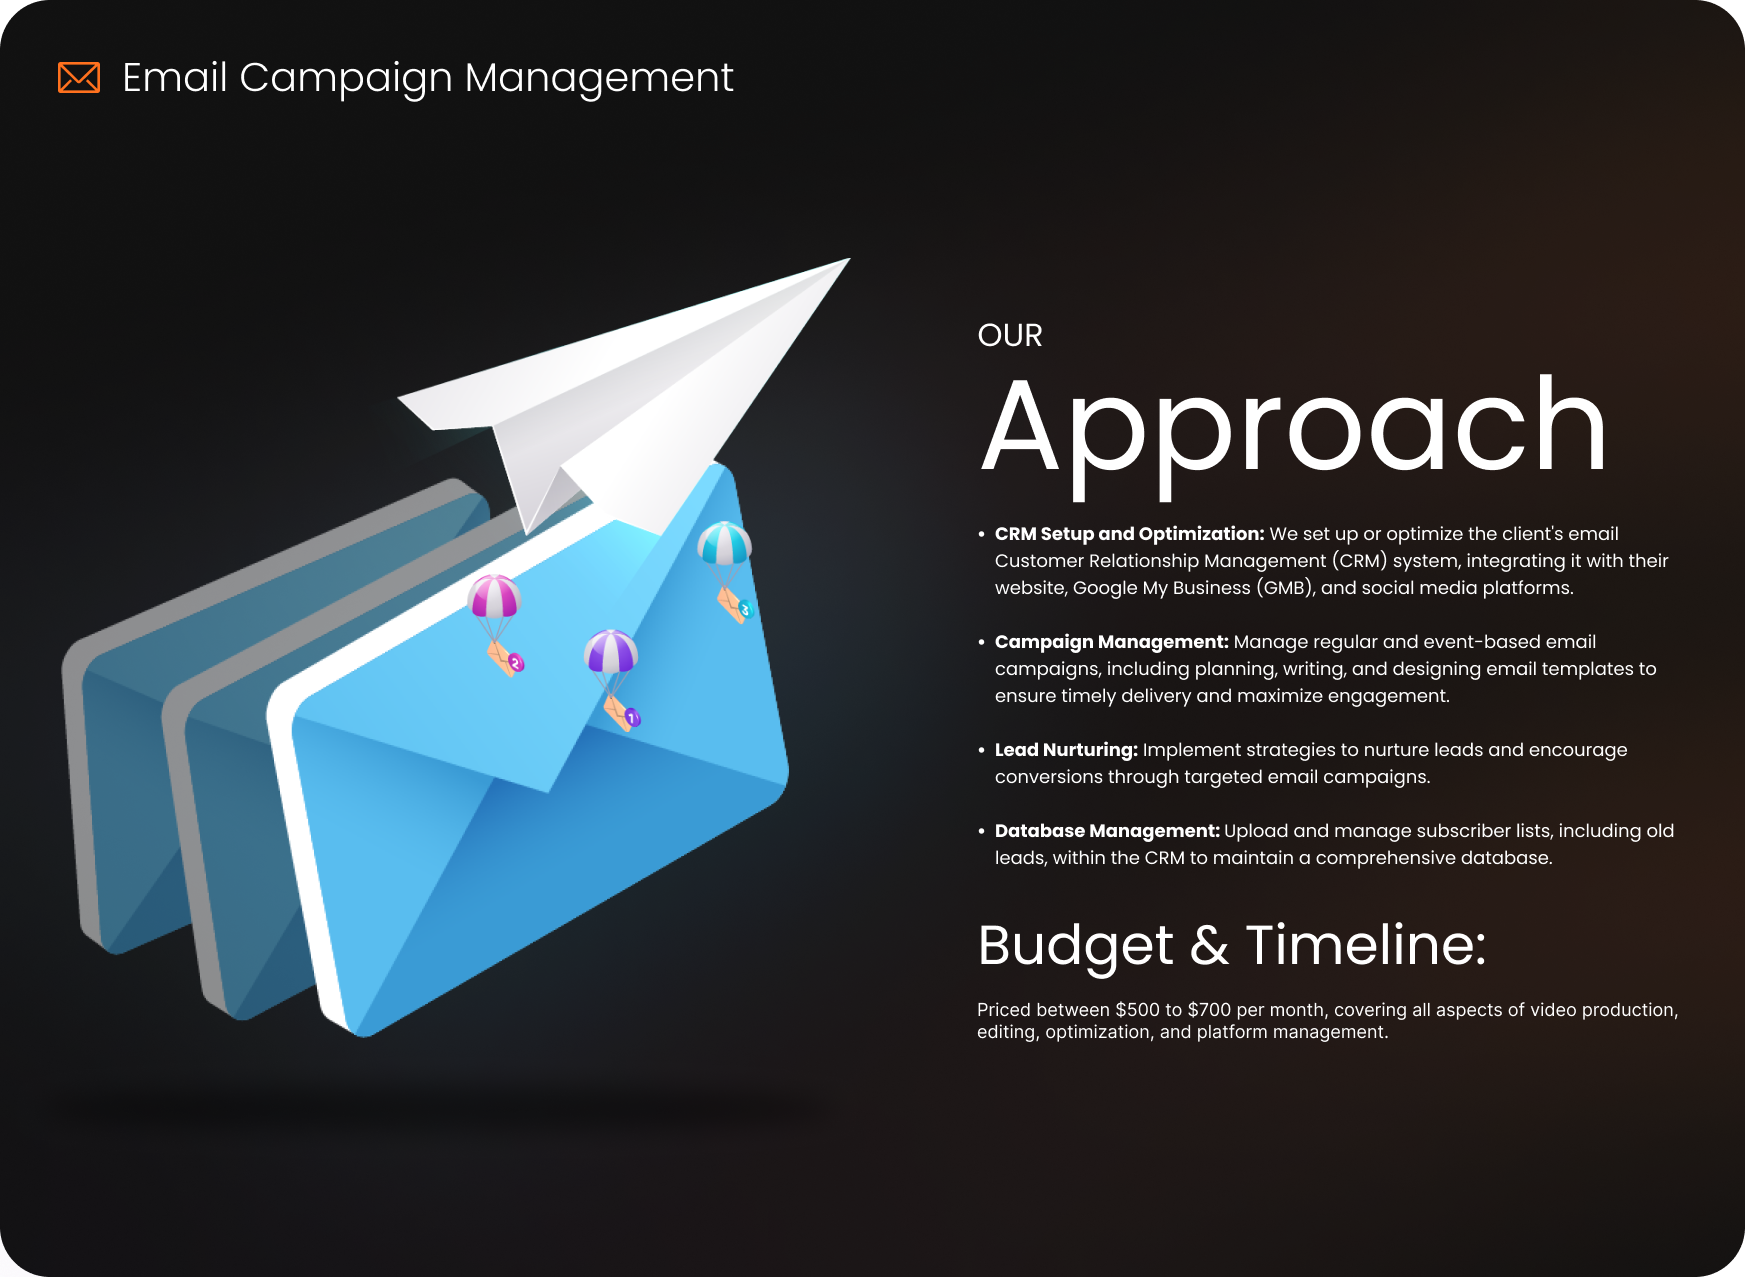 Email Campaign Management
OUR
Approach
• CRM Setup and Optimization: We set up or optimize the client's email
Customer Relationship Management (CRM) system, integrating it with their
website, Google My Business (GMB), and social media platforms.
• Campaign Management: Manage regular and event-based email
campaigns, including planning, writing, and designing email templates to
ensure timely delivery and maximize engagement.
• Lead Nurturing: Implement strategies to nurture leads and encourage
conversions through targeted email campaigns.
• Database Management: Upload and manage subscriber lists, including old
leads, within the CRM to maintain a comprehensive database.
Budget & Timeline:
Priced between $500 to $700 per month, covering all aspects of video production,
editing, optimization, and platform management.
3
2
1